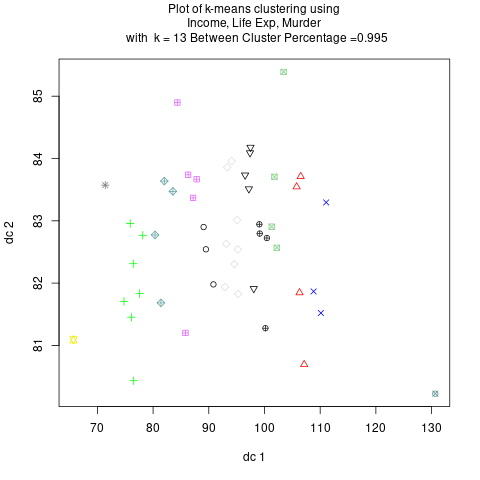 Plot of k-means clustering using
Income, Life Exp, Murder
with k = 13 Between Cluster Percentage =0.995
85
84
83
82
81
dc 2
70 80 90 100 110 120 130
dc 1